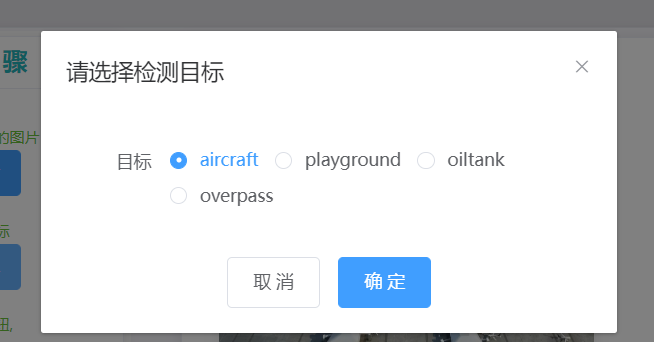 骤
请选择检测目标
的图片
目标 aircraft playground oiltank
overpass
标
取消 确定
钮,